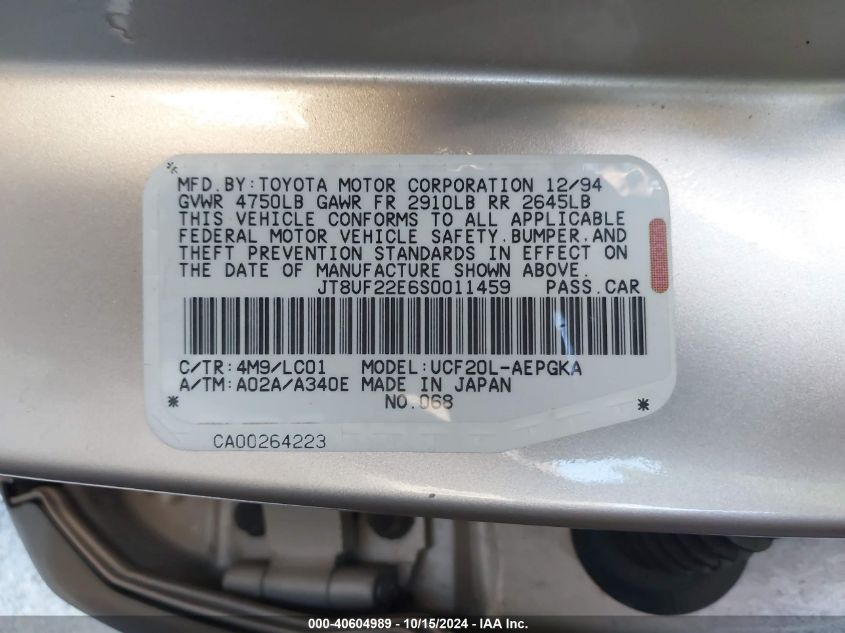 MFD.BY:TOYOTA MOTOR CORPORATION 12/94
GVWR 4750LB GAWR FR 2910LB RR 2645LB
THIS VEHICLE CONFORMS TO ALL APPLICABLE
FEDERAL MOTOR VEHICLE SAFETY,BUMPER,AND
THEFT PREVENTION STANDARDS IN EFFECT ON
THE DATE OF MANUFACTURE SHOWN ABOVE.
JT8UF22E6S0011459 PASS.CAR
C/TR:4M9/LC01 MODEL:UCF20L-AEPGKA
A/TM:A02A/A340E MADE IN JAPAN
NO.068
CA00264223
000-40604989 - 10/15/2024 - IAA Inc.